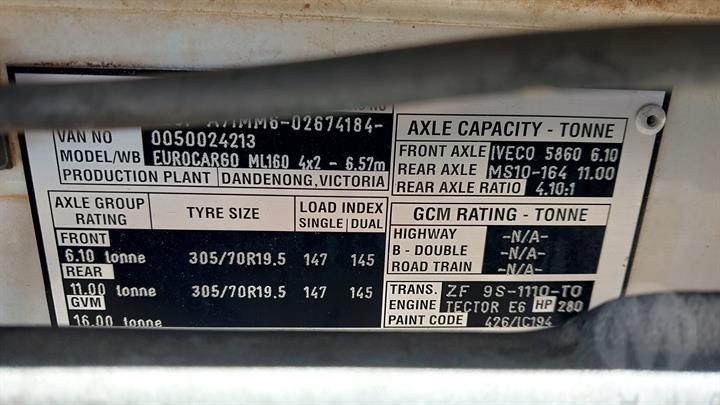 A71MM6-02674184-
VAN NO 0050024213
MODEL/WB EUROCARGO ML160 4x2 - 6.57m
PRODUCTION PLANT DANDENONG, VICTORIA
AXLE GROUP RATING TYRE SIZE LOAD INDEX
SINGLE DUAL
FRONT
6.10 tonne 305/70R19.5 147 145
REAR
11.00 tonne 305/70R19.5 147 145
GVM
16.00 tonne
AXLE CAPACITY - TONNE
FRONT AXLE IVECO 5860 6.10
REAR AXLE MS10-164 11.00
REAR AXLE RATIO 4.10:1
GCM RATING - TONNE
HIGHWAY -N/A-
B - DOUBLE -N/A-
ROAD TRAIN -N/A-
TRANS. ZF 9S-1110-TO
ENGINE TECTOR E6 HP 280
PAINT CODE 426/IC194